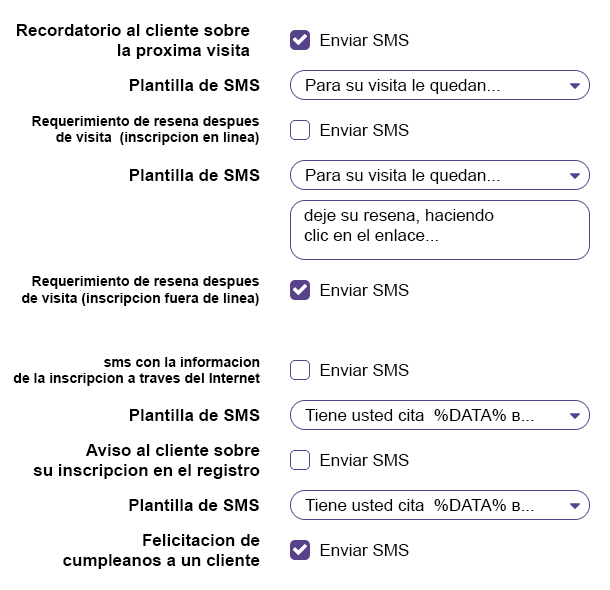 Recordatorio al cliente sobre
la proxima visita
Enviar SMS
Plantilla de SMS
Para su visita le quedan...
Requerimiento de resena despues
de visita (inscripcion en linea)
Enviar SMS
Plantilla de SMS
Para su visita le quedan...
deje su resena, haciendo
clic en el enlace...
Requerimiento de resena despues
de visita (inscripcion fuera de linea)
Enviar SMS
sms con la informacion
de la inscripcion a traves del Internet
Enviar SMS
Plantilla de SMS
Tiene usted cita %DATA% в...
Aviso al cliente sobre
su inscripcion en el registro
Enviar SMS
Plantilla de SMS
Tiene usted cita %DATA% в...
Felicitacion de
cumpleanos a un cliente
Enviar SMS